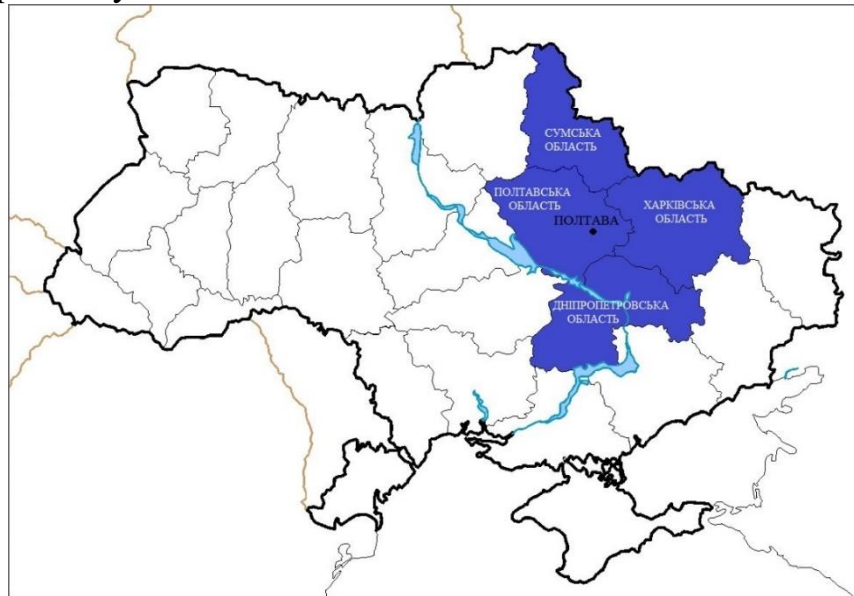 СУМСЬКА
ОБЛАСТЬ
ПОЛТАВСЬКА
ОБЛАСТЬ
ХАРКІВСЬКА
ОБЛАСТЬ
ПОЛТАВА
ДНІПРОПЕТРОВСЬКА
ОБЛАСТЬ